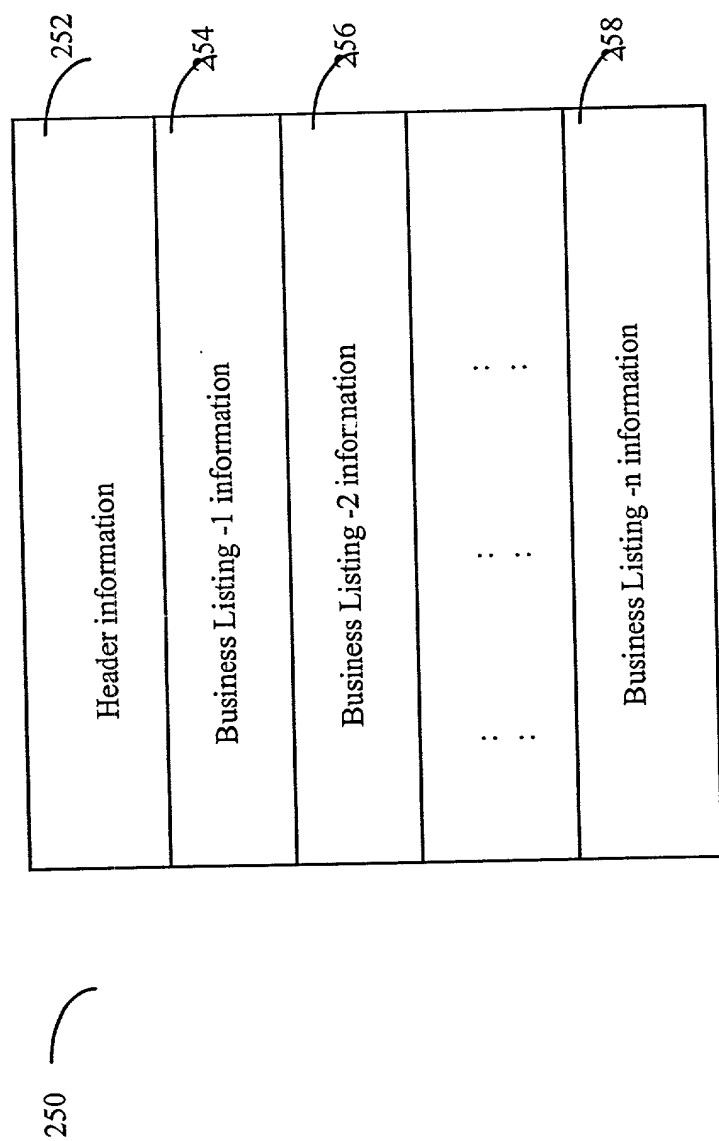 250
Header information 252
Business Listing -1 information 254
Business Listing -2 information 256
: : :
: : :
Business Listing -n information 258